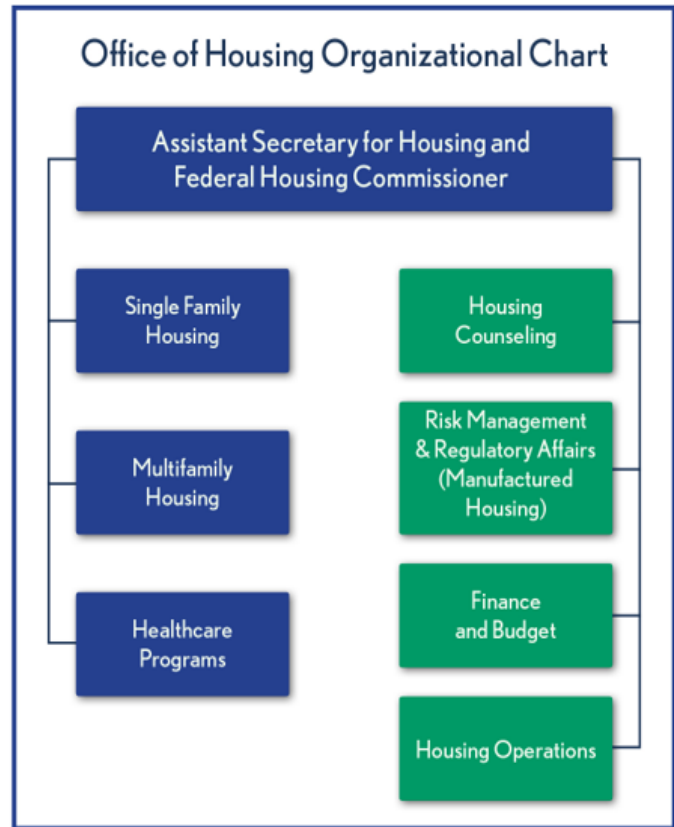 Office of Housing Organizational Chart
Assistant Secretary for Housing and
Federal Housing Commissioner
Single Family
Housing
Multifamily
Housing
Healthcare
Programs
Housing
Counseling
Risk Management
& Regulatory Affairs
(Manufactured
Housing)
Finance
and Budget
Housing Operations